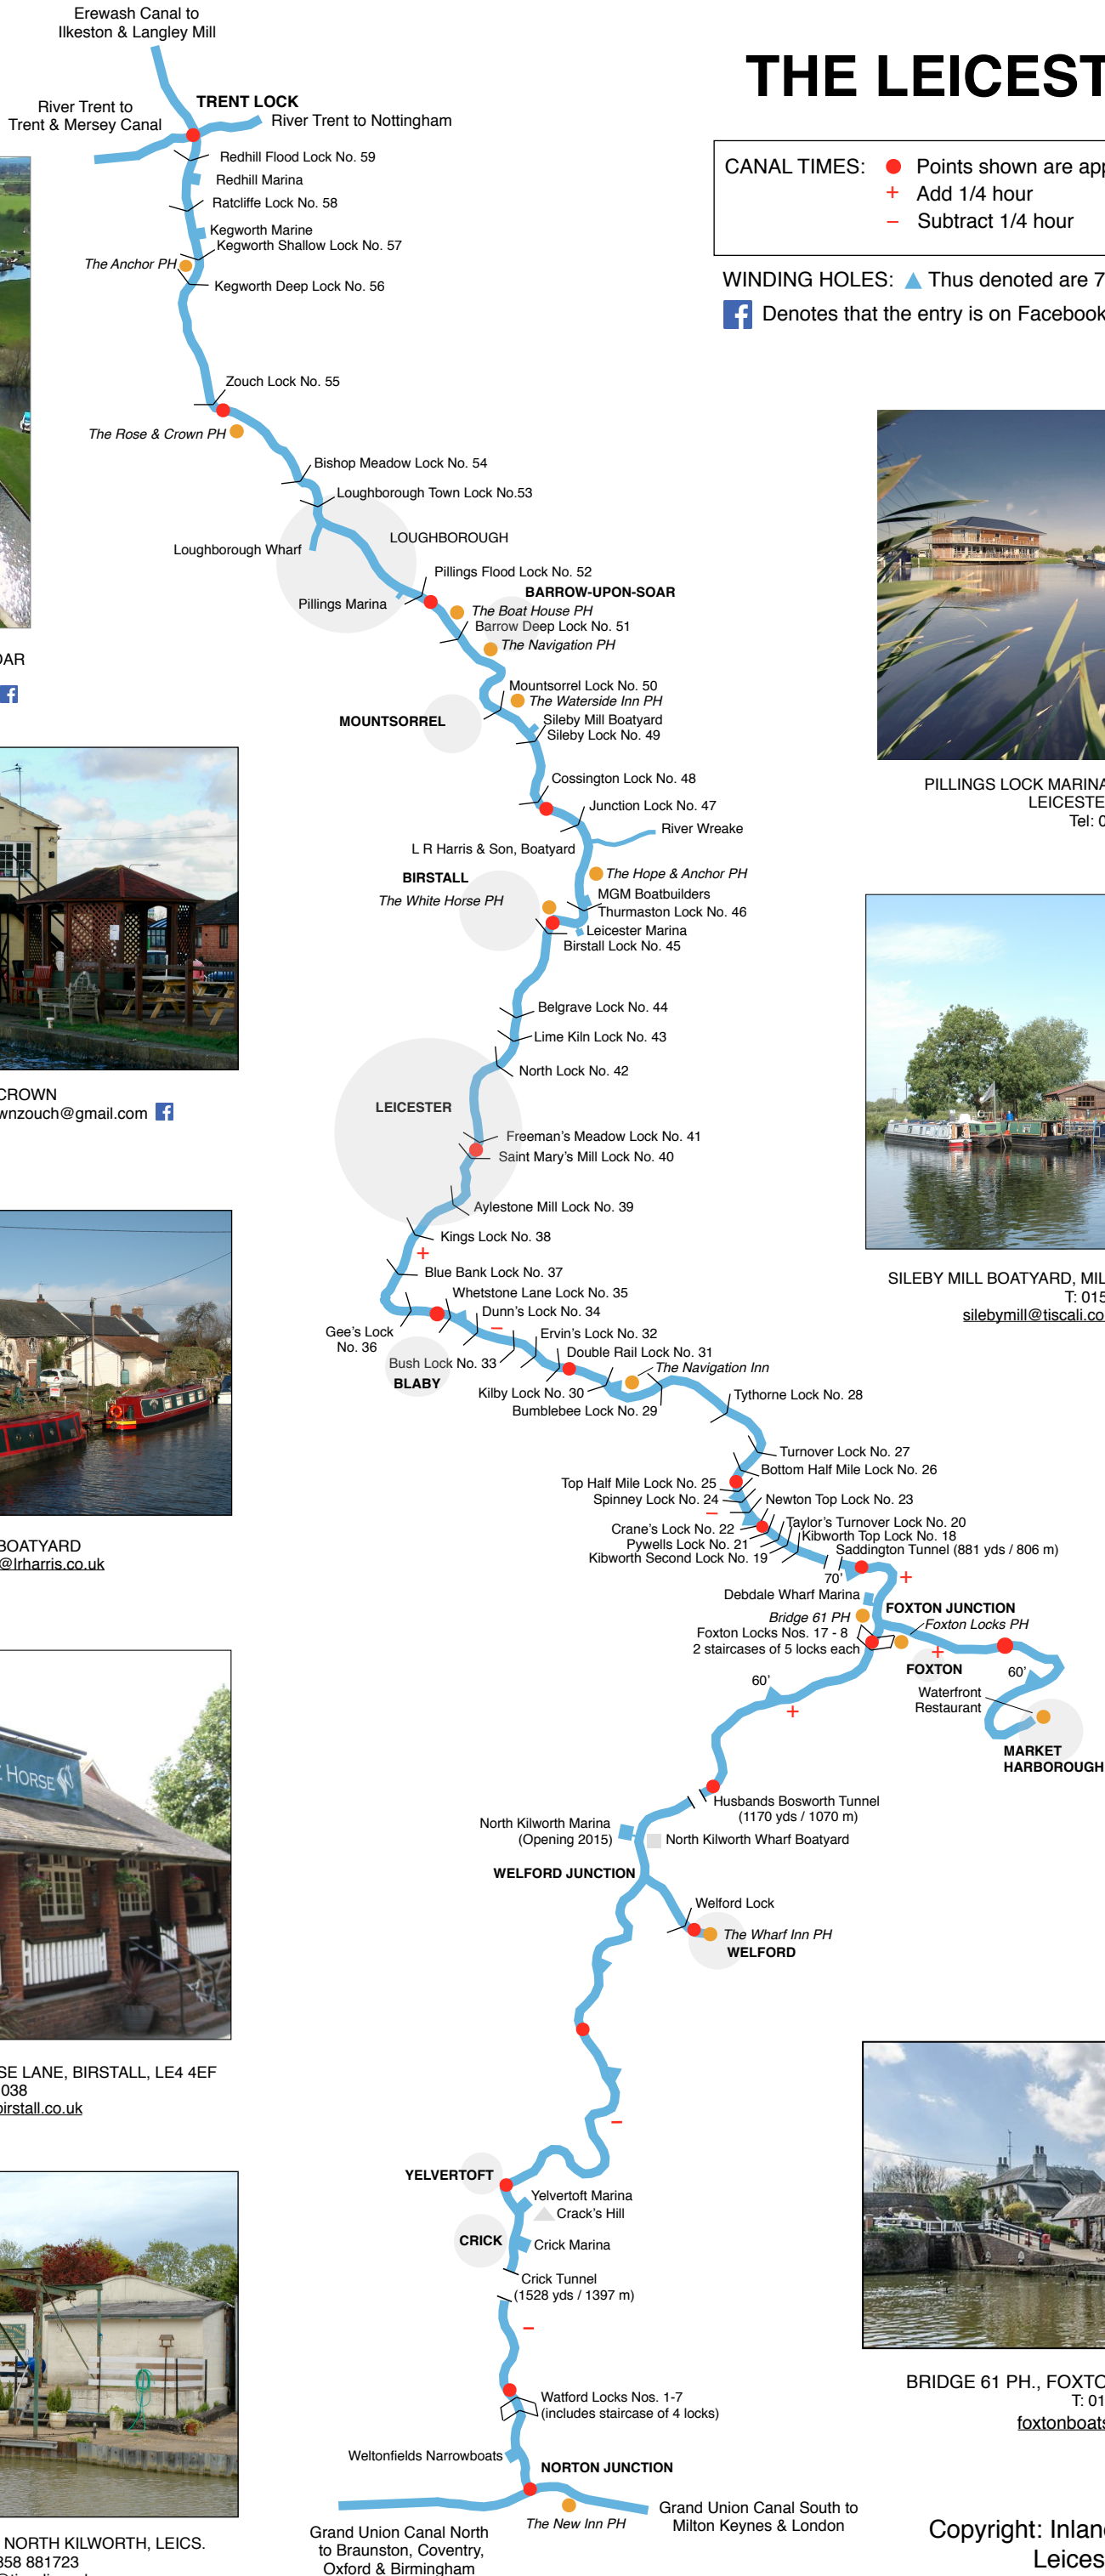 Erewash Canal to
Ilkeston & Langley Mill
THE LEICEST
River Trent to
Trent & Mersey Canal
TRENT LOCK
River Trent to Nottingham
CANAL TIMES:
Points shown are app
+ Add 1/4 hour
– Subtract 1/4 hour
WINDING HOLES:
Thus denoted are 7
Denotes that the entry is on Facebook
Redhill Flood Lock No. 59
Redhill Marina
Ratcliffe Lock No. 58
Kegworth Marine
Kegworth Shallow Lock No. 57
The Anchor PH
Kegworth Deep Lock No. 56
Zouch Lock No. 55
The Rose & Crown PH
Bishop Meadow Lock No. 54
Loughborough Town Lock No.53
LOUGHBOROUGH
Loughborough Wharf
Pillings Flood Lock No. 52
BARROW-UPON-SOAR
Pillings Marina
The Boat House PH
Barrow Deep Lock No. 51
The Navigation PH
OAR
Mountsorrel Lock No. 50
The Waterside Inn PH
MOUNTSORREL
Sileby Mill Boatyard
Sileby Lock No. 49
Cossington Lock No. 48
PILLINGS LOCK MARINA
LEICESTE
Tel: 0
Junction Lock No. 47
River Wreake
L R Harris & Son, Boatyard
The Hope & Anchor PH
BIRSTALL
The White Horse PH
MGM Boatbuilders
Thurmaston Lock No. 46
Leicester Marina
Birstall Lock No. 45
Belgrave Lock No. 44
Lime Kiln Lock No. 43
North Lock No. 42
CROWN
wnzouch@gmail.com
LEICESTER
Freeman's Meadow Lock No. 41
Saint Mary's Mill Lock No. 40
Aylestone Mill Lock No. 39
Kings Lock No. 38
+
Blue Bank Lock No. 37
SILEBY MILL BOATYARD, MIL
T: 015
silebymill@tiscali.co
Whetstone Lane Lock No. 35
Dunn's Lock No. 34
–
Gee's Lock
No. 36
Ervin's Lock No. 32
Double Rail Lock No. 31
Bush Lock No. 33
The Navigation Inn
BLABY
Kilby Lock No. 30
Bumblebee Lock No. 29
Tythorne Lock No. 28
Turnover Lock No. 27
Bottom Half Mile Lock No. 26
Top Half Mile Lock No. 25
Spinney Lock No. 24
Newton Top Lock No. 23
–
Crane's Lock No. 22
Taylor's Turnover Lock No. 20
Pywells Lock No. 21
Kibworth Top Lock No. 18
Kibworth Second Lock No. 19
Saddington Tunnel (881 yds / 806 m)
BOATYARD
@lrharris.co.uk
70'
+
Debdale Wharf Marina
FOXTON JUNCTION
Bridge 61 PH
Foxton Locks PH
Foxton Locks Nos. 17 - 8
2 staircases of 5 locks each
+
FOXTON
60'
60'
Waterfront
Restaurant
+
MARKET
HARBOROUGH
HORSE
Husbands Bosworth Tunnel
(1170 yds / 1070 m)
North Kilworth Marina
(Opening 2015)
North Kilworth Wharf Boatyard
WELFORD JUNCTION
Welford Lock
The Wharf Inn PH
WELFORD
SE LANE, BIRSTALL, LE4 4EF
038
birstall.co.uk
–
YELVERTOFT
Yelvertoft Marina
Crack's Hill
CRICK
Crick Marina
Crick Tunnel
(1528 yds / 1397 m)
–
Watford Locks Nos. 1-7
(includes staircase of 4 locks)
BRIDGE 61 PH., FOXTO
T: 01
foxtonboats
Weltonfields Narrowboats
NORTON JUNCTION
The New Inn PH
Grand Union Canal South to
Milton Keynes & London
Grand Union Canal North
to Braunston, Coventry,
Oxford & Birmingham
NORTH KILWORTH, LEICS.
858 881723
Copyright: Inlan
Leices